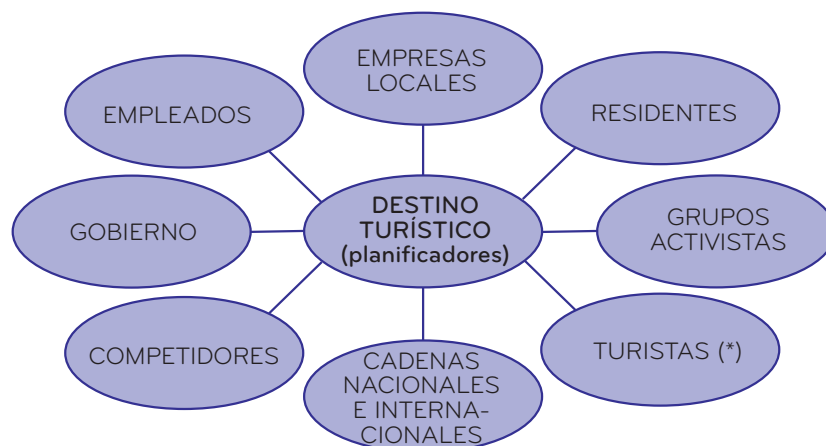 EMPRESAS
LOCALES
EMPLEADOS
RESIDENTES
GOBIERNO
DESTINO
TURÍSTICO
(planificadores)
GRUPOS
ACTIVISTAS
COMPETIDORES
CADENAS
NACIONALES
E INTERNA-
CIONALES
TURISTAS (*)